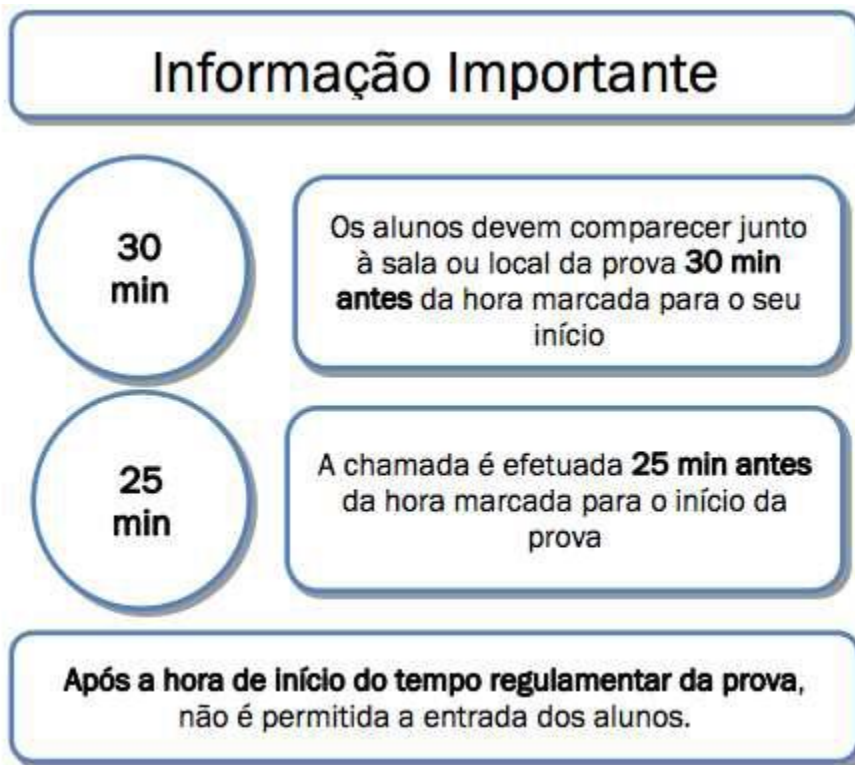 Informação Importante
30
min
Os alunos devem comparecer junto
à sala ou local da prova 30 min
antes da hora marcada para o seu
início
25
min
A chamada é efetuada 25 min antes
da hora marcada para o início da
prova
Após a hora de início do tempo regulamentar da prova,
não é permitida a entrada dos alunos.